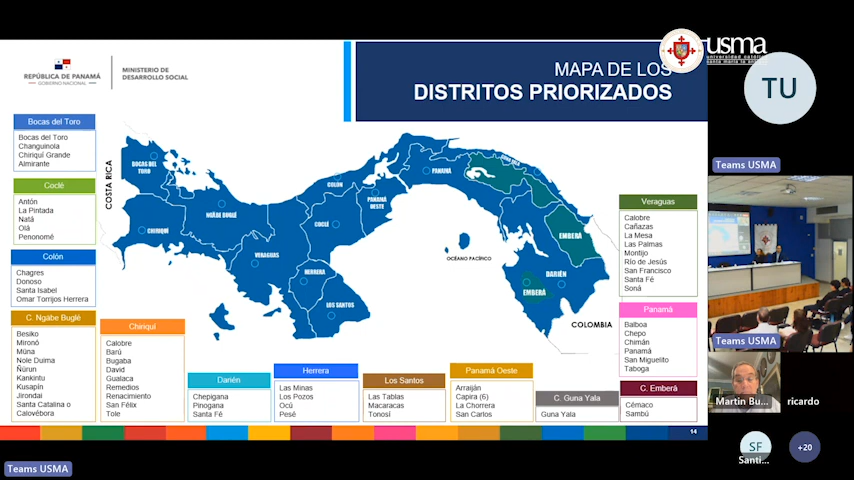 REPÚBLICA DE PANAMÁ
GOBIERNO NACIONAL
MINISTERIO DE
DESARROLLO SOCIAL
MAPA DE LOS
DISTRITOS PRIORIZADOS
usma
TU
Teams USMA
Bocas del Toro
Bocas del Toro
Changuinola
Chiriquí Grande
Almirante
Coclé
Antón
La Pintada
Natá
Olá
Penonomé
Colón
Chagres
Donoso
Santa Isabel
Omar Torrijos Herrera
C. Ngäbe Buglé
Besiko
Mironó
Müna
Nole Duima
Ñürun
Kankintu
Kusapín
Jirondai
Santa Catalina o
Calovébora
Chiriquí
Calobre
Barú
Bugaba
David
Gualaca
Remedios
Renacimiento
San Félix
Tole
Darién
Chepigana
Pinogana
Santa Fé
Herrera
Las Minas
Los Pozos
Ocú
Pesé
Los Santos
Las Tablas
Macaracas
Tonosí
Panamá Oeste
Arraiján
Capira (6)
La Chorrera
San Carlos
C. Guna Yala
Guna Yala
C. Emberá
Cémaco
Sambú
Panamá
Balboa
Chepo
Chimán
Panamá
San Miguelito
Taboga
Veraguas
Calobre
Cañazas
La Mesa
Las Palmas
Montijo
Río de Jesús
San Francisco
Santa Fé
Soná
COSTA RICA
BOCAS DEL
TORO
CHIRIQUÍ
NGÄBE BUGLÉ
VERAGUAS
HERRERA
LOS SANTOS
COCLÉ
COLÓN
PANAMÁ
OESTE
PANAMÁ
GUNA YALA
EMBERÁ
DARIÉN
EMBERÁ
OCÉANO PACÍFICO
COLOMBIA
14
Teams USMA
Martin Bu...
ricardo
SF
Santi...
+20
Teams USMA